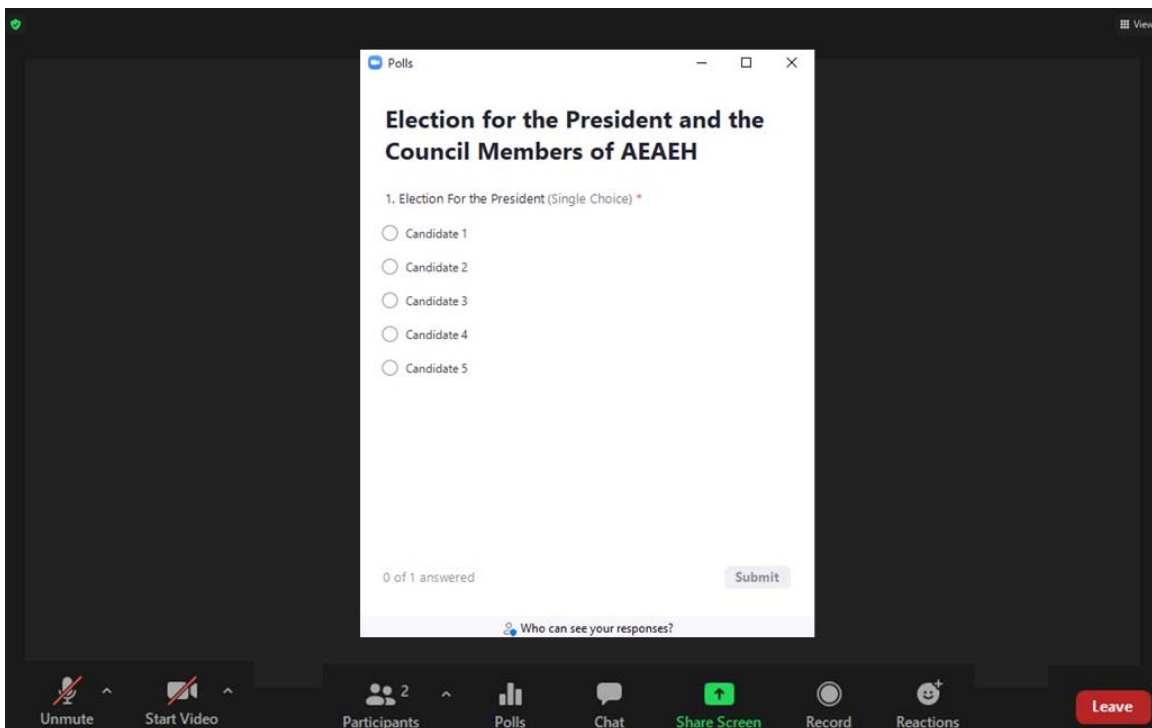 View
Polls
Election for the President and the
Council Members of AEAEH
1. Election For the President (Single Choice) *
Candidate 1
Candidate 2
Candidate 3
Candidate 4
Candidate 5
0 of 1 answered
Submit
Who can see your responses?
Unmute
Start Video
2
Participants
Polls
Chat
Share Screen
Record
Reactions
Leave